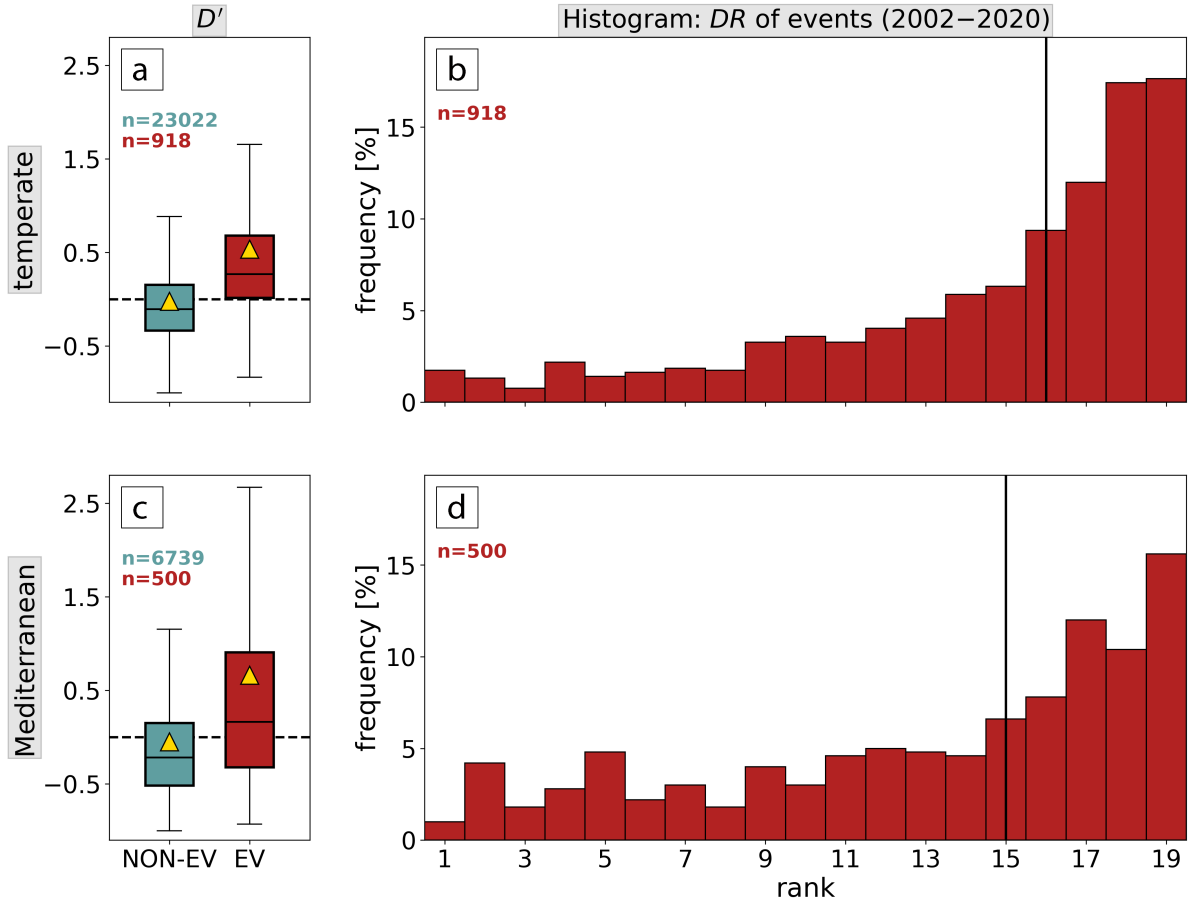 D′
Histogram: DR of events (2002−2020)
temperate
2.5
1.5
0.5
−0.5
a
n=23022
n=918
frequency [%]
15
10
5
0
b
n=918
Mediterranean
2.5
1.5
0.5
−0.5
c
n=6739
n=500
NON-EV EV
frequency [%]
15
10
5
0
d
n=500
1 3 5 7 9 11 13 15 17 19
rank